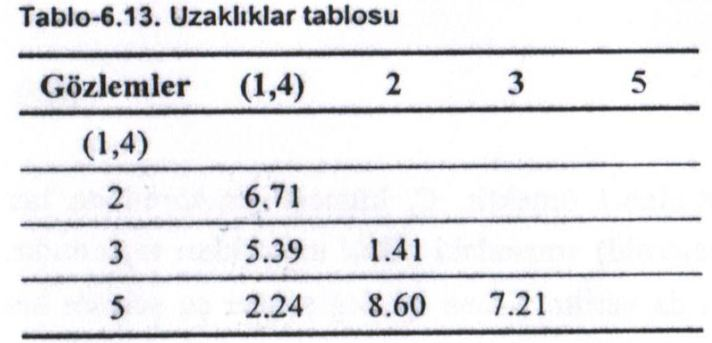 Tablo-6.13. Uzaklıklar tablosu
Gözlemler (1,4) 2 3 5
(1,4)
2 6.71
3 5.39 1.41
5 2.24 8.60 7.21